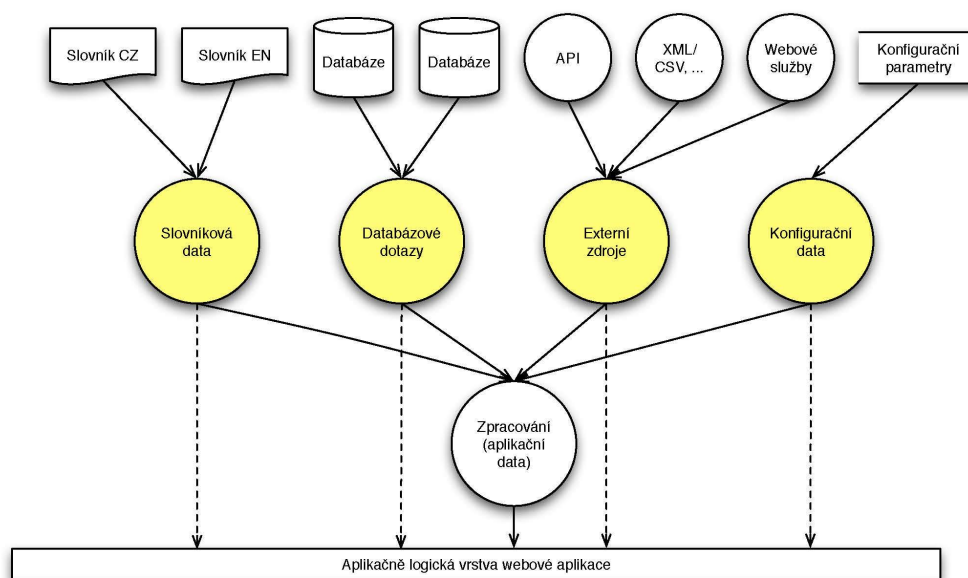 Slovník CZ
Slovník EN
Databáze
Databáze
API
XML/
CSV, ...
Webové
služby
Konfigurační
parametry
Slovníková
data
Databázové
dotazy
Externí
zdroje
Konfigurační
data
Zpracování
(aplikační
data)
Aplikačně logická vrstva webové aplikace